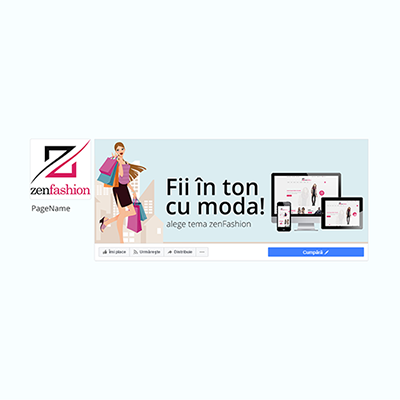 zenfashion
PageName
Fii în ton
cu moda!
alege tema zenFashion
Îmi place
Urmărește
Distribuie
Cumpără